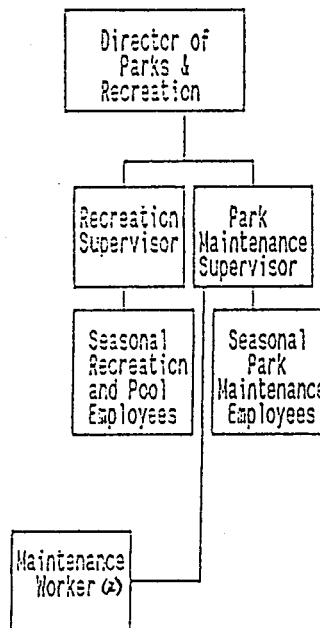 Director of
Parks &
Recreation
Recreation
Supervisor
Park
Maintenance
Supervisor
Seasonal
Recreation
and Pool
Employees
Seasonal
Park
Maintenance
Employees
Maintenance
Worker (2)